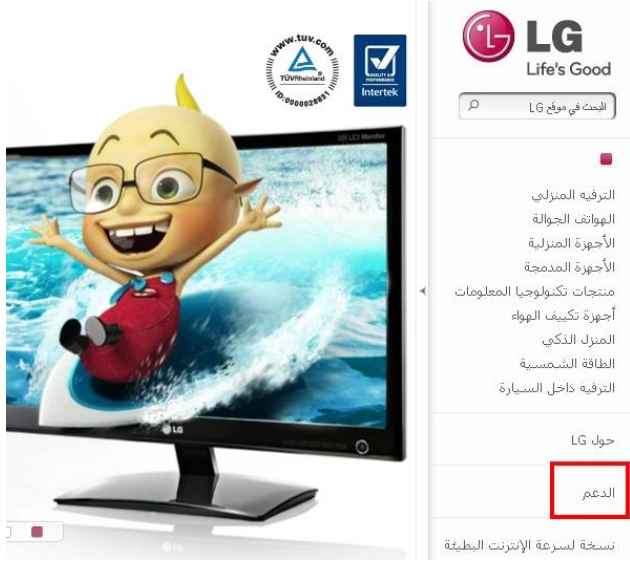 LG
Life's Good
البحث في موقع LG
الترفيه المنزلي
الهواتف الجوالة
الأجهزة المنزلية
الأجهزة المدمجة
منتجات تكنولوجيا المعلومات
أجهزة تكييف الهواء
المنزل الذكي
الطاقة الشمسية
الترفيه داخل السيارة
حول LG
الدعم
نسخة لسرعة الإنترنت البطيئة
www.tuv.com
TÜVRheinland
ID:0000028631
Intertek
LG